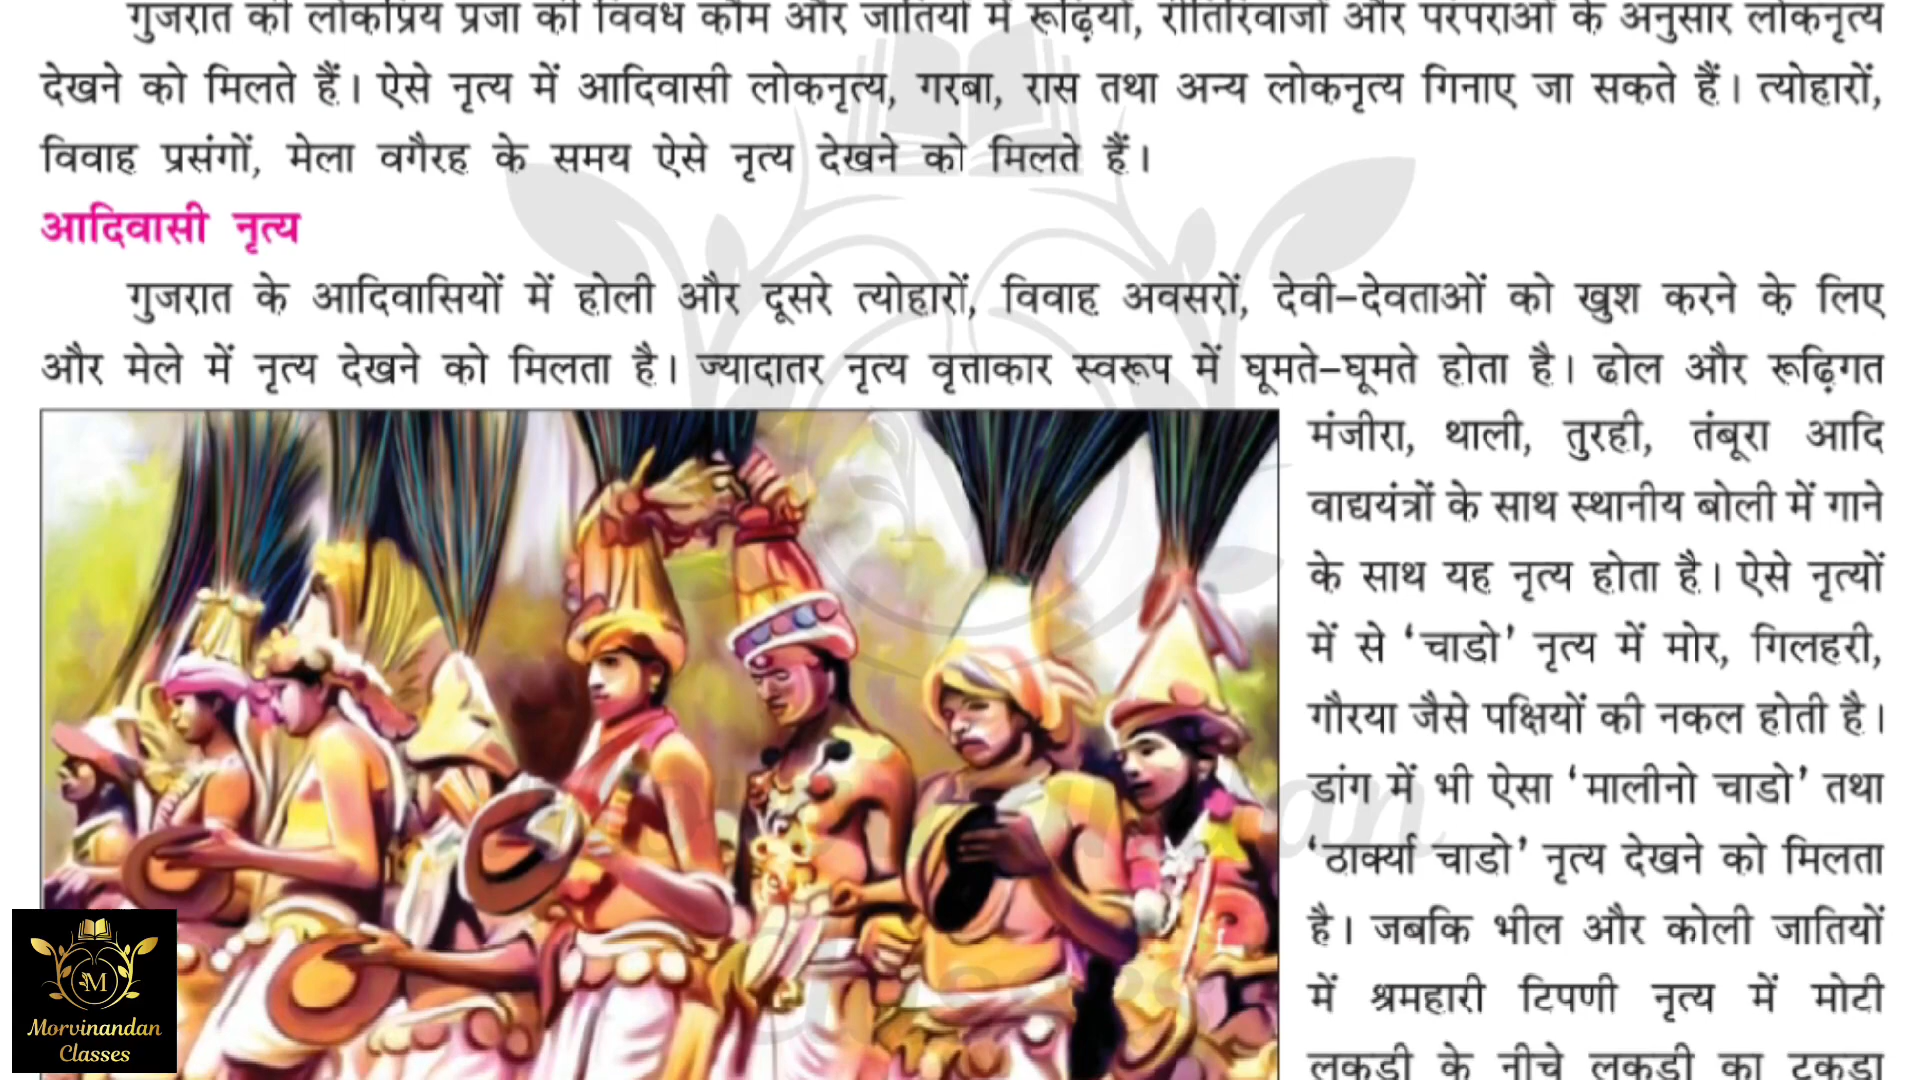 गुजरात की लोकप्रिय प्रजा की विवध कौम और जातियों में रूढ़ियों, रीतिरिवाजों और परंपराओं के अनुसार लोकनृत्य
देखने को मिलते हैं। ऐसे नृत्य में आदिवासी लोकनृत्य, गरबा, रास तथा अन्य लोकनृत्य गिनाए जा सकते हैं। त्योहारों,
विवाह प्रसंगों, मेला वगैरह के समय ऐसे नृत्य देखने को मिलते हैं।
आदिवासी नृत्य
गुजरात के आदिवासियों में होली और दूसरे त्योहारों, विवाह अवसरों, देवी-देवताओं को खुश करने के लिए
और मेले में नृत्य देखने को मिलता है। ज्यादातर नृत्य वृत्ताकार स्वरूप में घूमते-घूमते होता है। ढोल और रूढ़िगत
मंजीरा, थाली, तुरही, तंबूरा आदि
वाद्ययंत्रों के साथ स्थानीय बोली में गाने
के साथ यह नृत्य होता है। ऐसे नृत्यों
में से ‘चाडो’ नृत्य में मोर, गिलहरी,
गौरया जैसे पक्षियों की नकल होती है।
डांग में भी ऐसा ‘मालीनो चाडो’ तथा
‘ठाकर्या चाडो’ नृत्य देखने को मिलता
है। जबकि भील और कोली जातियों
में श्रमहारी टिपणी नृत्य में मोटी
लकडी के नीचे लकडी का टकडा
M
Morvinandan
Classes